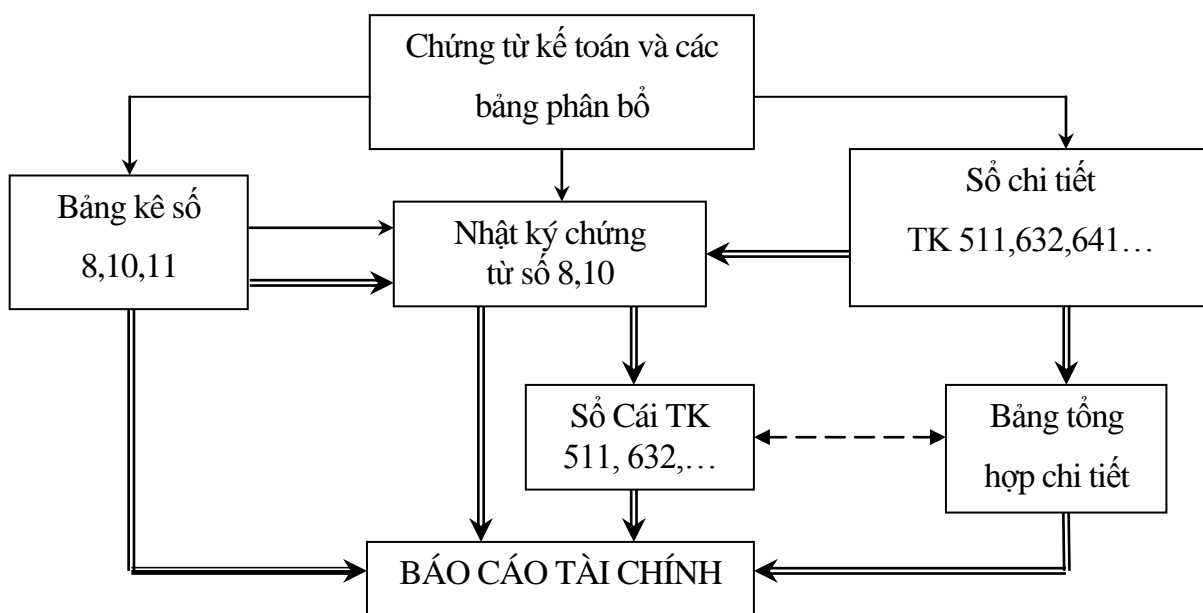 Chứng từ kế toán và các
bảng phân bổ
Bảng kê số
8,10,11
Nhật ký chứng
từ số 8,10
Sổ chi tiết
TK 511,632,641…
Sổ Cái TK
511, 632,…
Bảng tổng
hợp chi tiết
BÁO CÁO TÀI CHÍNH